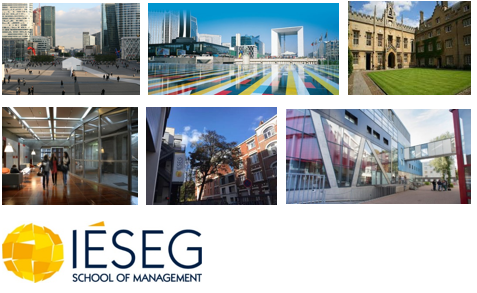 IÉSEG
SCHOOL OF MANAGEMENT